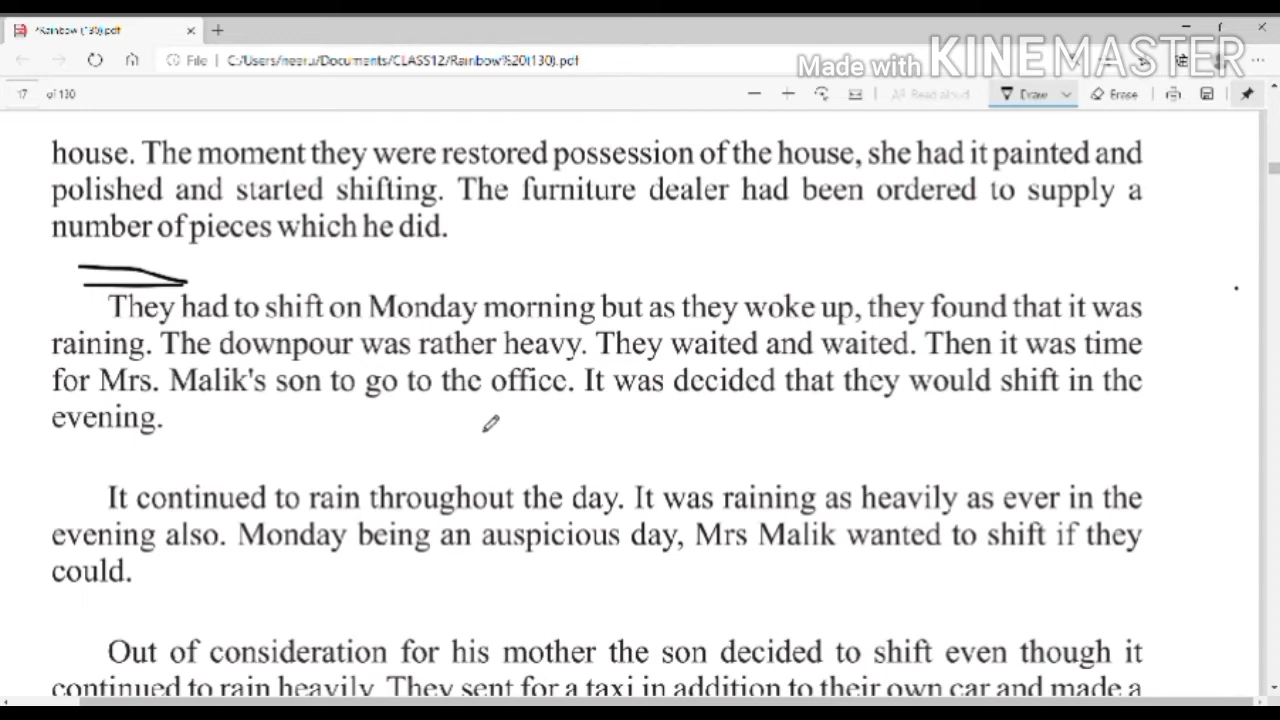 *Rainbow (130).pdf
File | C:/Users/neeru/Documents/CLASS12/Rainbow%20(130).pdf
Made with KINEMASTER
17 of 130
Read aloud
Draw
Erase
house. The moment they were restored possession of the house, she had it painted and
polished and started shifting. The furniture dealer had been ordered to supply a
number of pieces which he did.
They had to shift on Monday morning but as they woke up, they found that it was
raining. The downpour was rather heavy. They waited and waited. Then it was time
for Mrs. Malik's son to go to the office. It was decided that they would shift in the
evening.
It continued to rain throughout the day. It was raining as heavily as ever in the
evening also. Monday being an auspicious day, Mrs Malik wanted to shift if they
could.
Out of consideration for his mother the son decided to shift even though it
continued to rain heavily. They sent for a taxi in addition to their own car and made a